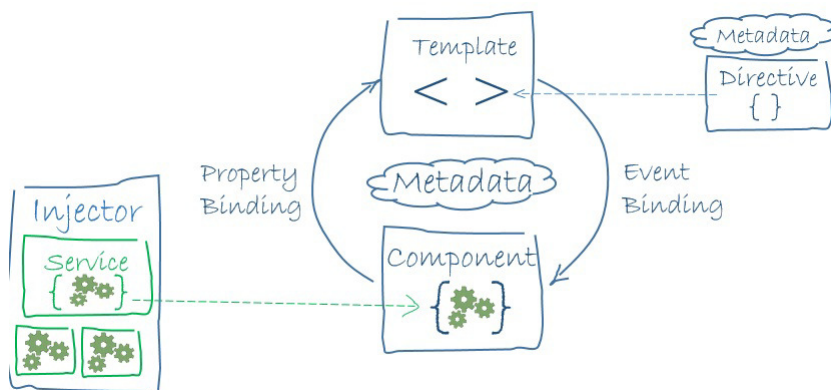 Template
< >
Metadata
Directive
{ }
Property
Binding
Metadata
Event
Binding
Injector
Service
{ }
Component
{ }